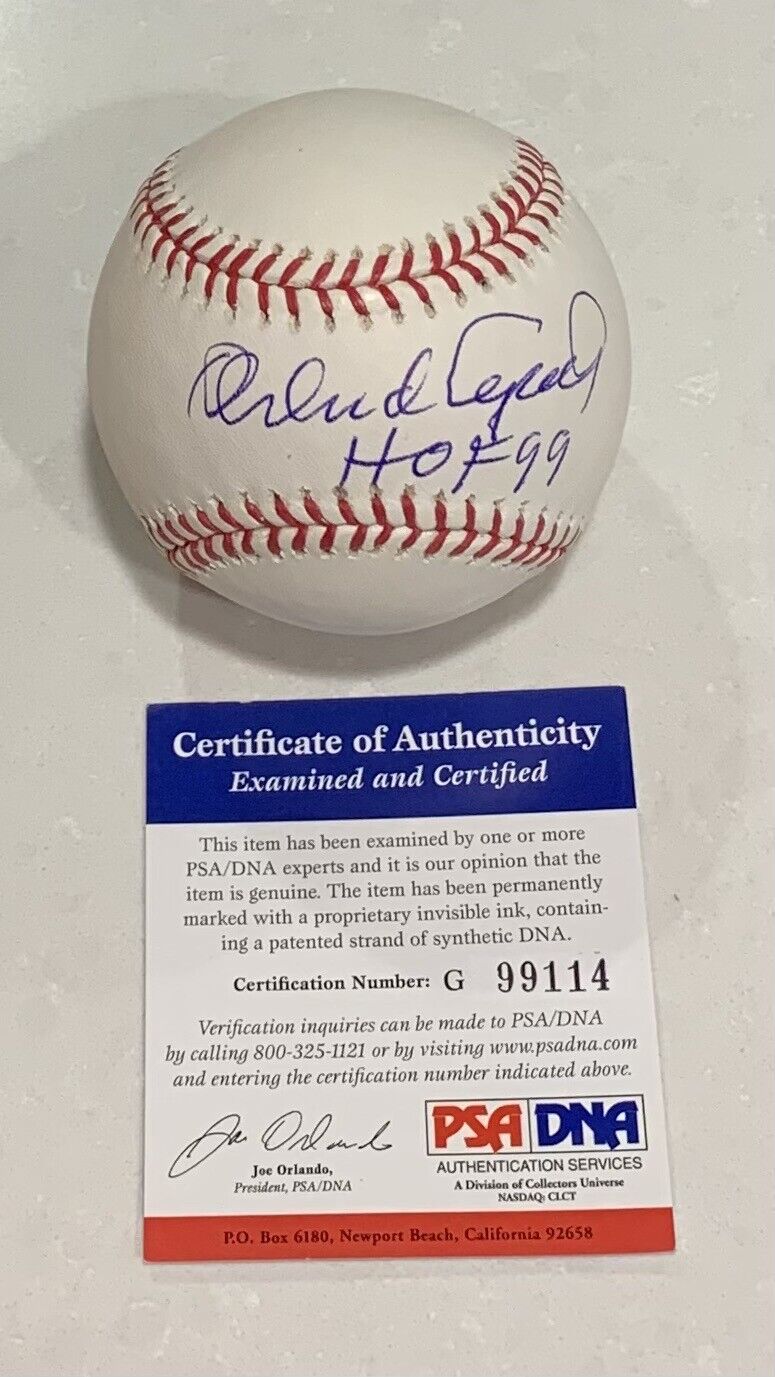 Orlando Cepeda
HOF 99
Certificate of Authenticity
Examined and Certified
This item has been examined by one or more
PSA/DNA experts and it is our opinion that the
item is genuine. The item has been permanently
marked with a proprietary invisible ink, contain-
ing a patented strand of synthetic DNA.
Certification Number: G 99114
Verification inquiries can be made to PSA/DNA
by calling 800-325-1121 or by visiting www.psadna.com
and entering the certification number indicated above.
Joe Orlando
Joe Orlando,
President, PSA/DNA
PSA DNA
AUTHENTICATION SERVICES
A Division of Collectors Universe
NASDAQ: CLCT
P.O. Box 6180, Newport Beach, California 92658